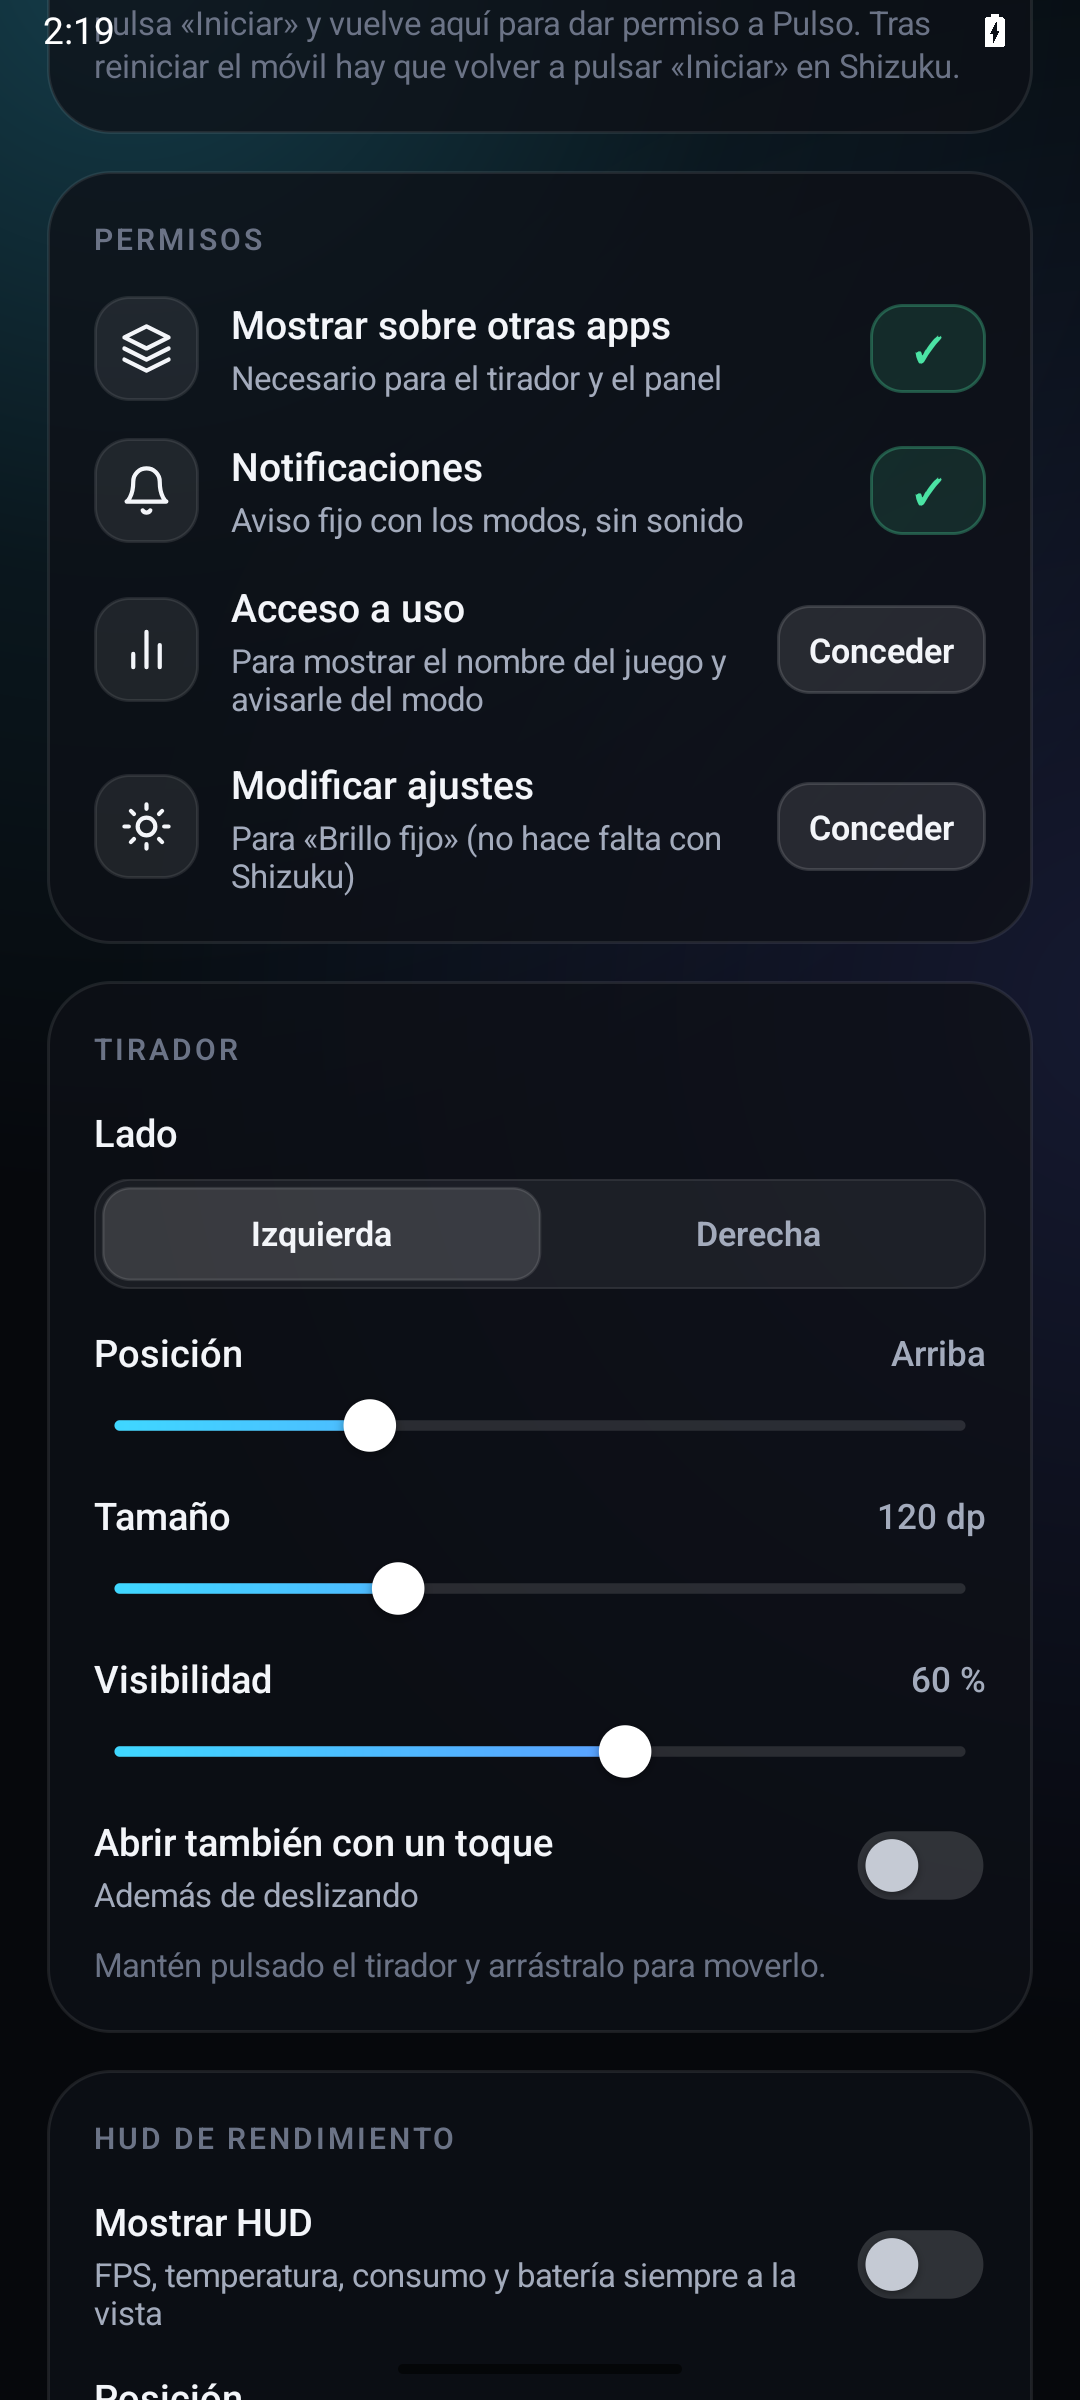 pulsa «Iniciar» y vuelve aquí para dar permiso a Pulso. Tras
2:19
reiniciar el móvil hay que volver a pulsar «Iniciar» en Shizuku.
PERMISOS
Mostrar sobre otras apps
Necesario para el tirador y el panel
Notificaciones
Aviso fijo con los modos, sin sonido
Acceso a uso
Para mostrar el nombre del juego y
avisarle del modo
Conceder
Modificar ajustes
Para «Brillo fijo» (no hace falta con
Shizuku)
Conceder
TIRADOR
Lado
Izquierda
Derecha
Posición
Arriba
Tamaño
120 dp
Visibilidad
60 %
Abrir también con un toque
Además de deslizando
Mantén pulsado el tirador y arrástralo para moverlo.
HUD DE RENDIMIENTO
Mostrar HUD
FPS, temperatura, consumo y batería siempre a la
vista
Posición